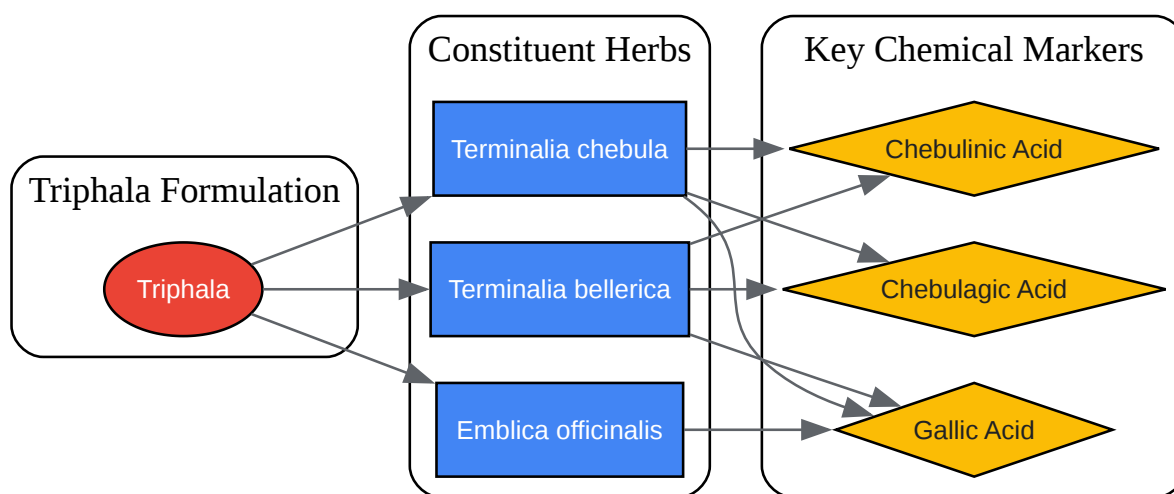 Triphala Formulation
Triphala
Constituent Herbs
Terminalia chebula
Terminalia bellerica
Emblica officinalis
Key Chemical Markers
Chebulinic Acid
Chebulagic Acid
Gallic Acid